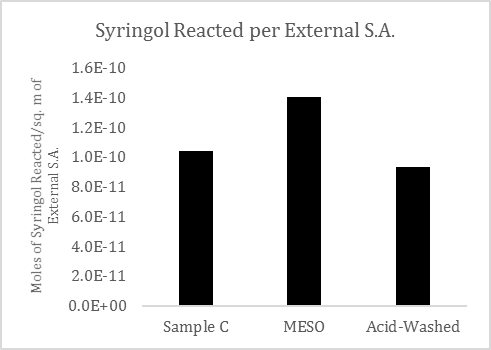 Syringol Reacted per External S.A.
Moles of Syringol Reacted/sq. m of
External S.A.
1.6E-10
1.4E-10
1.2E-10
1.0E-10
8.0E-11
6.0E-11
4.0E-11
2.0E-11
0.0E+00
Sample C MESO Acid-Washed